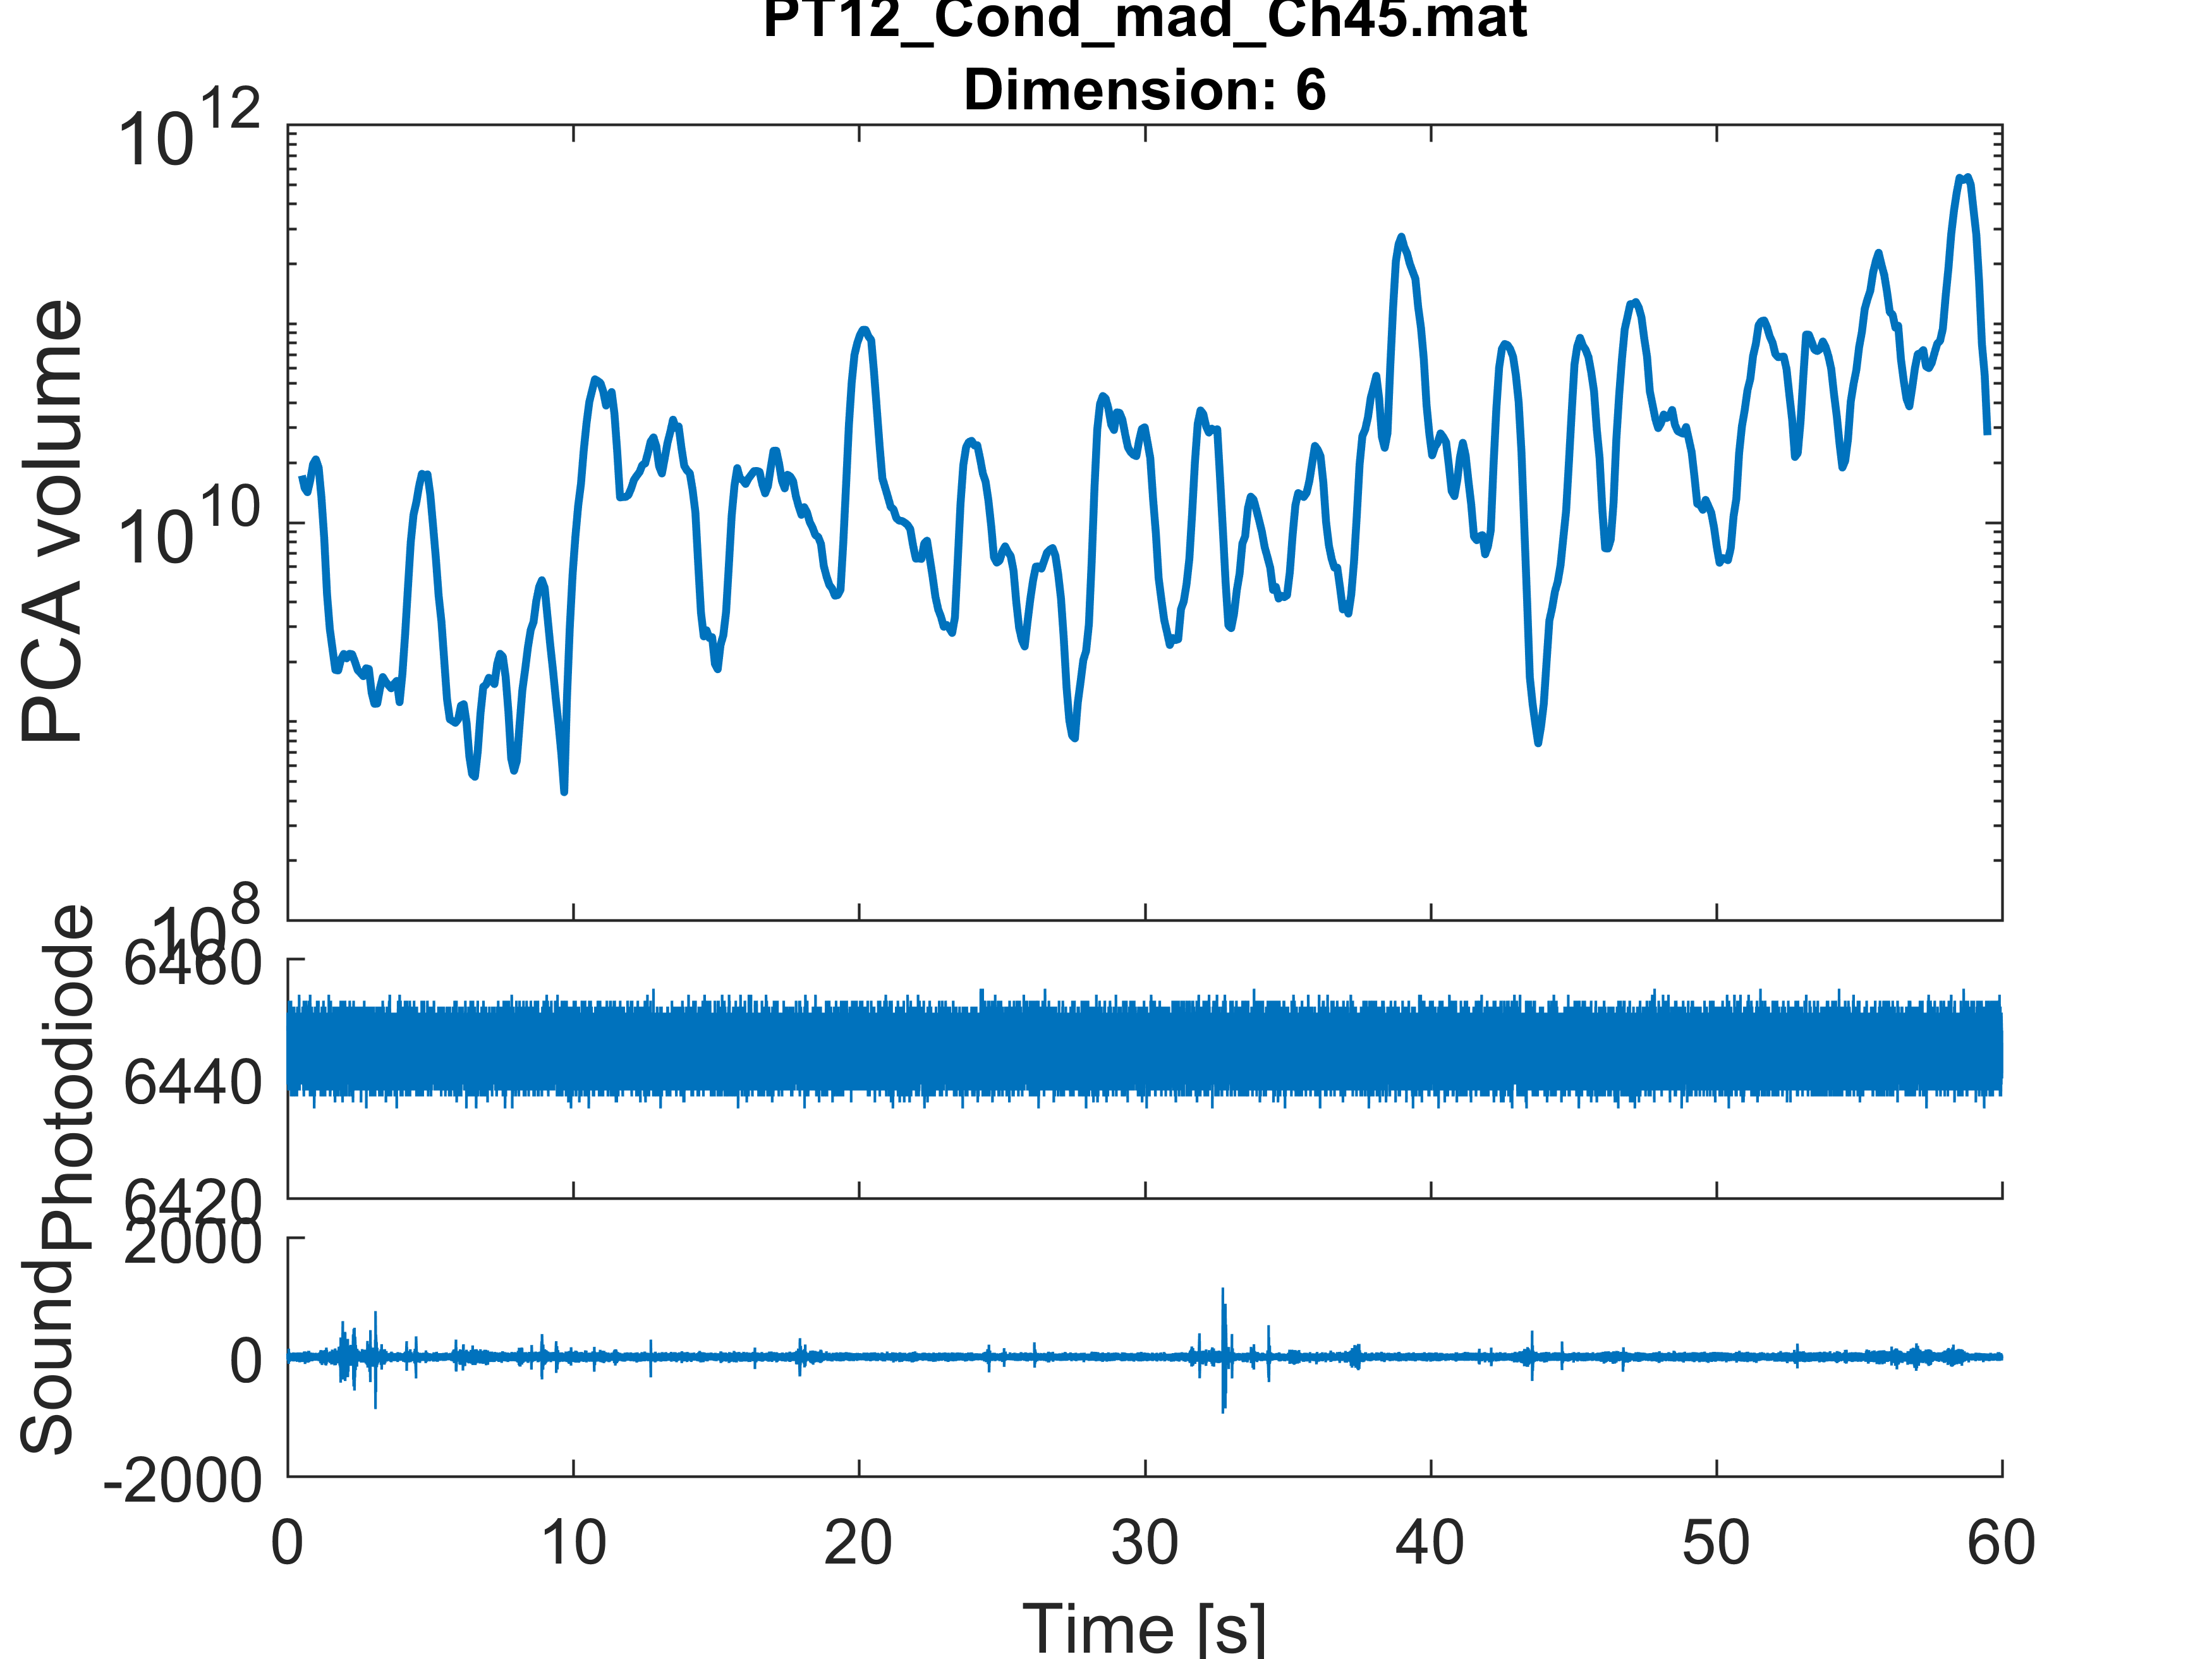 PT12_Cond_mad_Ch45.mat
Dimension: 6
PCA volume
10^12
10^10
10^8
Photodiode
6460
6440
6420
Sound
2000
0
-2000
0 10 20 30 40 50 60
Time [s]